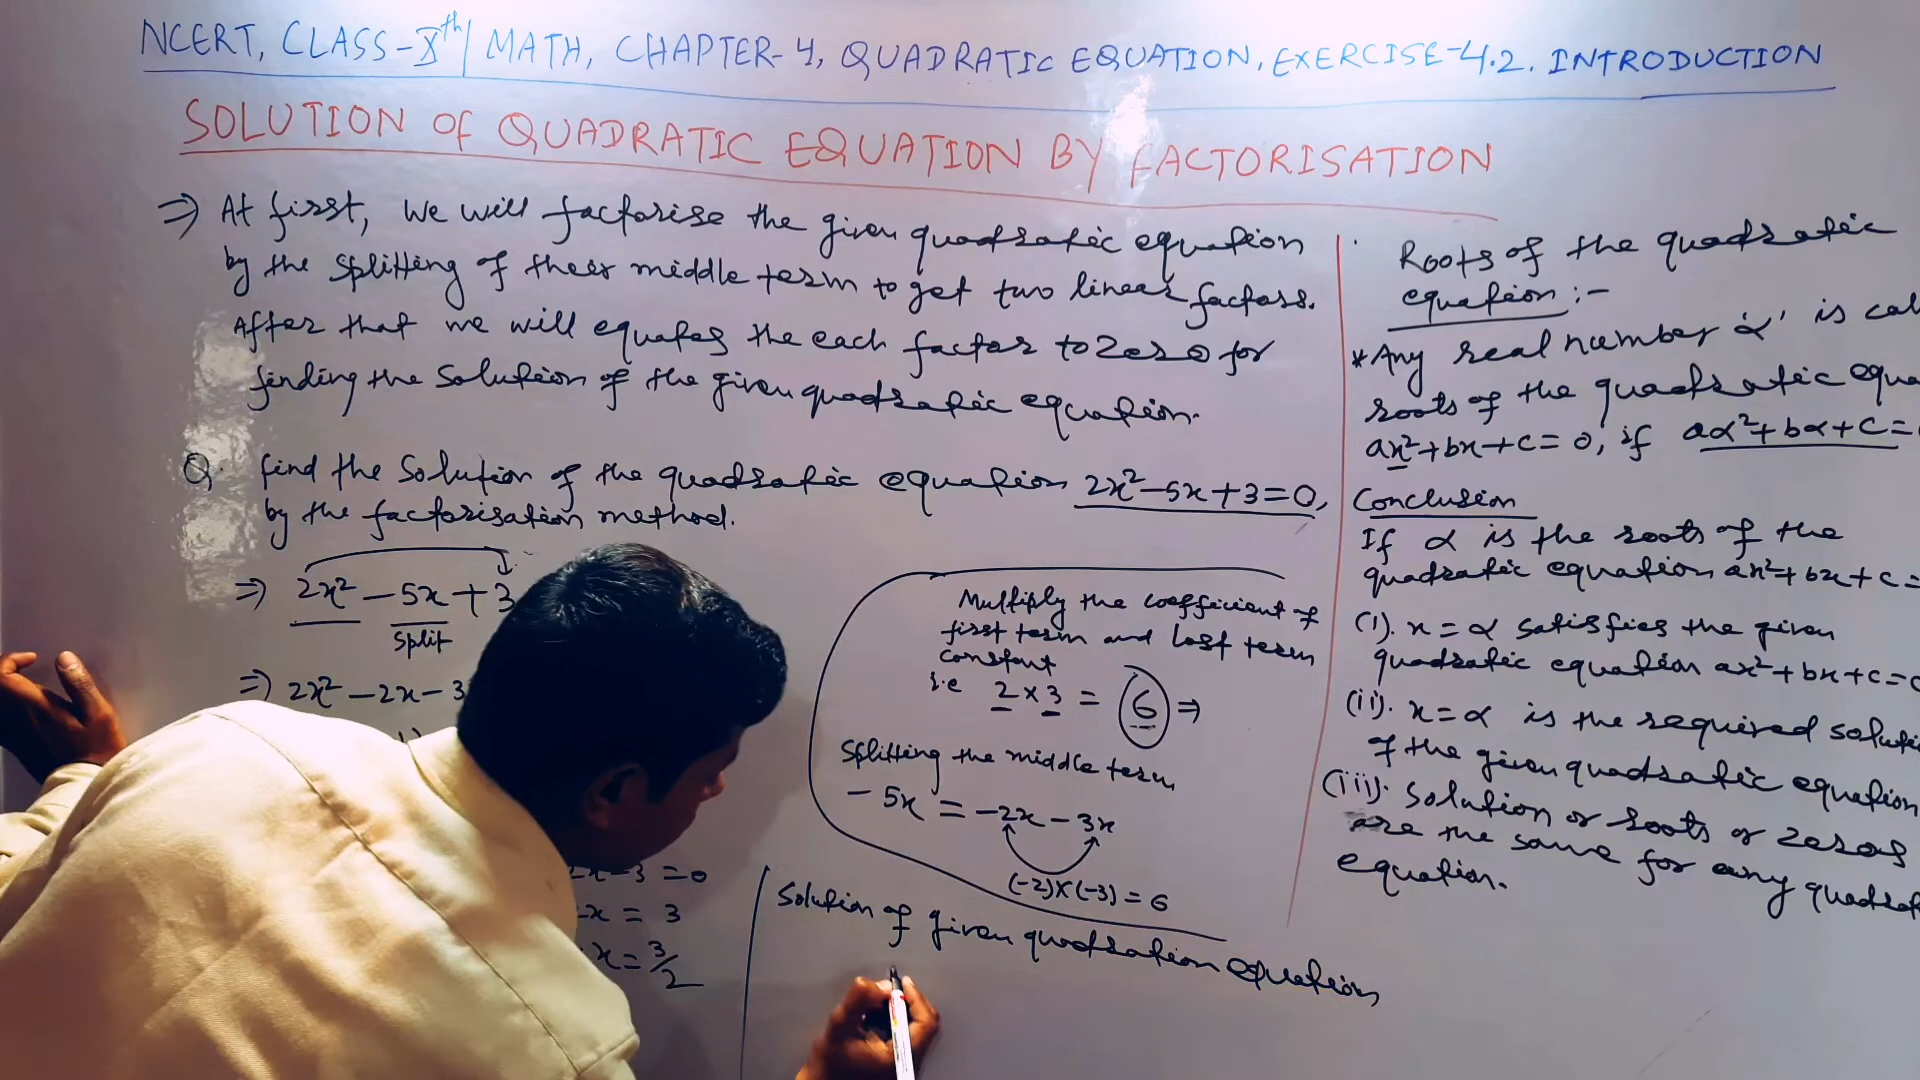 NCERT, CLASS-Xth/ MATH, CHAPTER-4, QUADRATIC EQUATION, EXERCISE-4.2. INTRODUCTION
SOLUTION OF QUADRATIC EQUATION BY FACTORISATION
⇒ At first, we will factorise the given quadratic equation
by the splitting of their middle term to get two linear factors.
After that we will equates the each factor to zero for
finding the solution of the given quadratic equation.
Q. find the solution of the quadratic equation 2x²-5x+3=0,
by the factorisation method.
⇒ 2x² - 5x + 3
split
⇒ 2x² - 2x - 3
x-3=0
x = 3
x = 3/2
Multiply the coefficient of
first term and last term
constant
i.e 2 x 3 = 6 ⇒
Splitting the middle term
- 5x = -2x - 3x
(-2)x(-3) = 6
Solution of given quadration equation
Roots of the quadratic
equation :-
*Any real number 'α' is
roots of the quadratic
ax²+bx+c=0, if aα²+bα+c=
Conclusion
If α is the roots of the
quadratic equation ax²+bx+c=
(i). x=α satisfies the given
quadratic equation ax²+bx+c=0
(ii). x=α is the required
of the given quadratic equation
(iii). Solution or roots or zeros
are the same for any
equation.